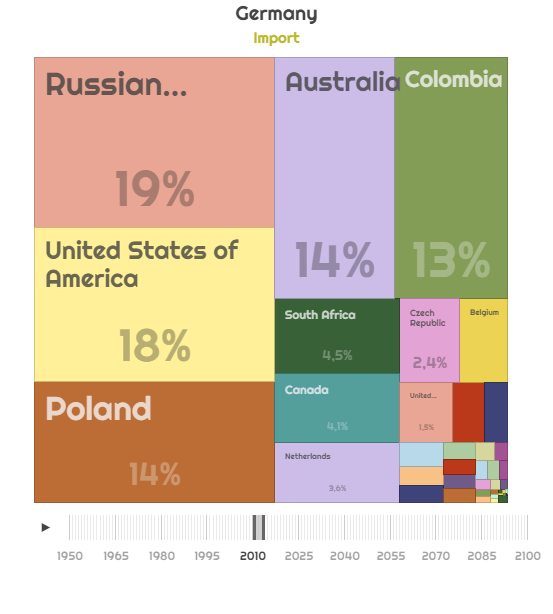 Germany
Import
Russian...
19%
United States of
America
18%
Poland
14%
Australia
14%
Colombia
13%
South Africa
4,5%
Canada
4,1%
Netherlands
3,6%
Czech
Republic
2,4%
Belgium
United...
1,5%
1950 1965 1980 1995 2010 2025 2040 2055 2070 2085 2100